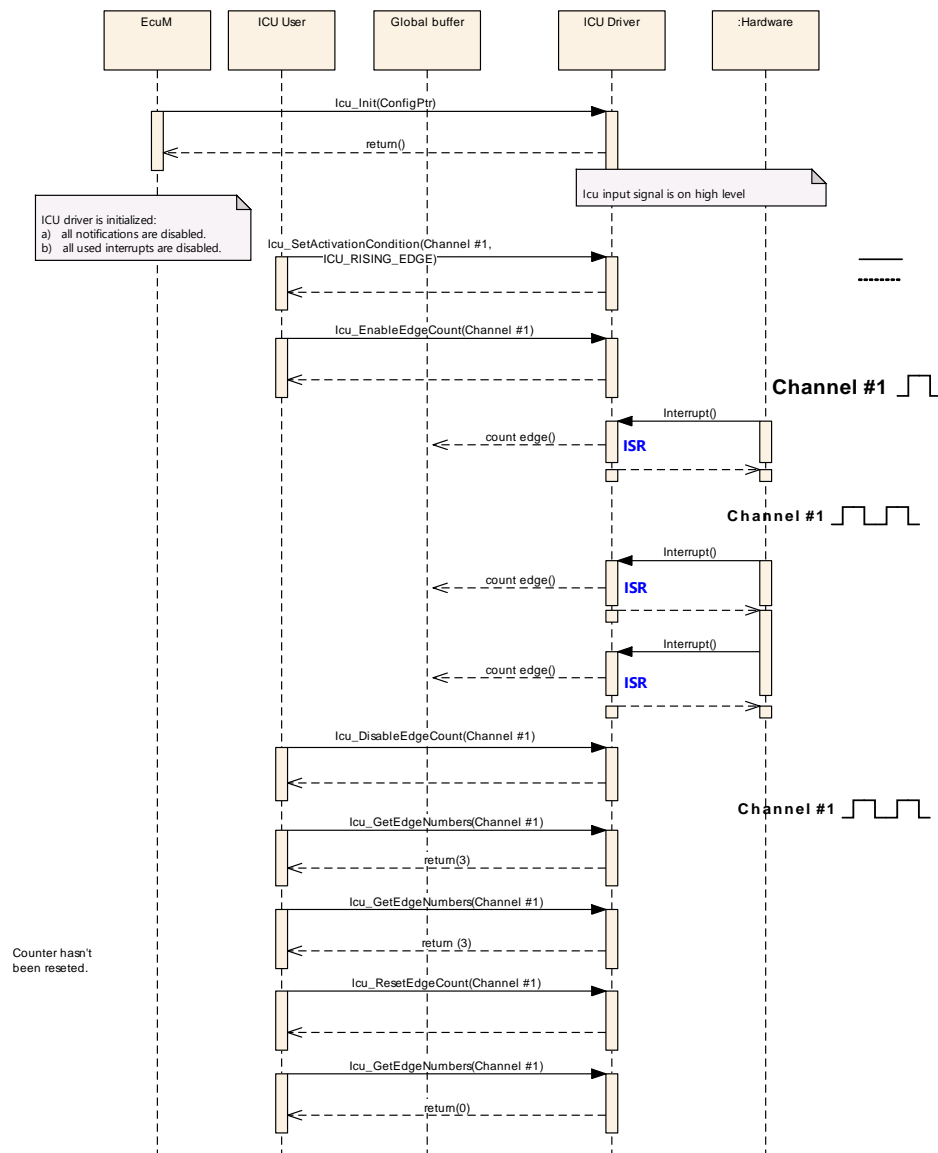 EcuM
ICU User
Global buffer
ICU Driver
:Hardware
Icu_Init(ConfigPtr)
return()
Icu input signal is on high level
ICU driver is initialized:
a) all notifications are disabled.
b) all used interrupts are disabled.
Icu_SetActivationCondition(Channel #1,
ICU_RISING_EDGE)
Icu_EnableEdgeCount(Channel #1)
Channel #1
Interrupt()
count edge()
ISR
Channel #1
Interrupt()
count edge()
ISR
Interrupt()
count edge()
ISR
Icu_DisableEdgeCount(Channel #1)
Channel #1
Icu_GetEdgeNumbers(Channel #1)
return(3)
Icu_GetEdgeNumbers(Channel #1)
return (3)
Counter hasn't
been reseted.
Icu_ResetEdgeCount(Channel #1)
Icu_GetEdgeNumbers(Channel #1)
return(0)